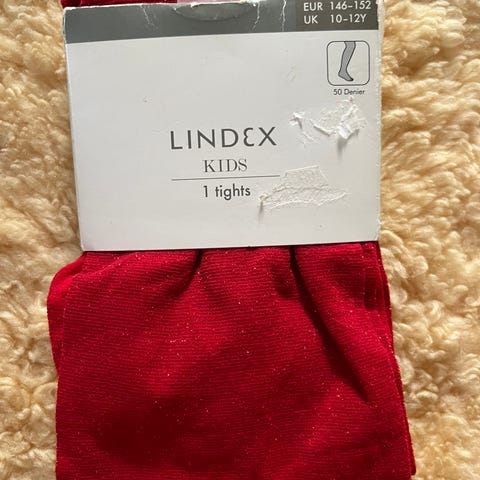 EUR 146-152
UK 10-12Y
50 Denier
LINDEX
KIDS
1 tights